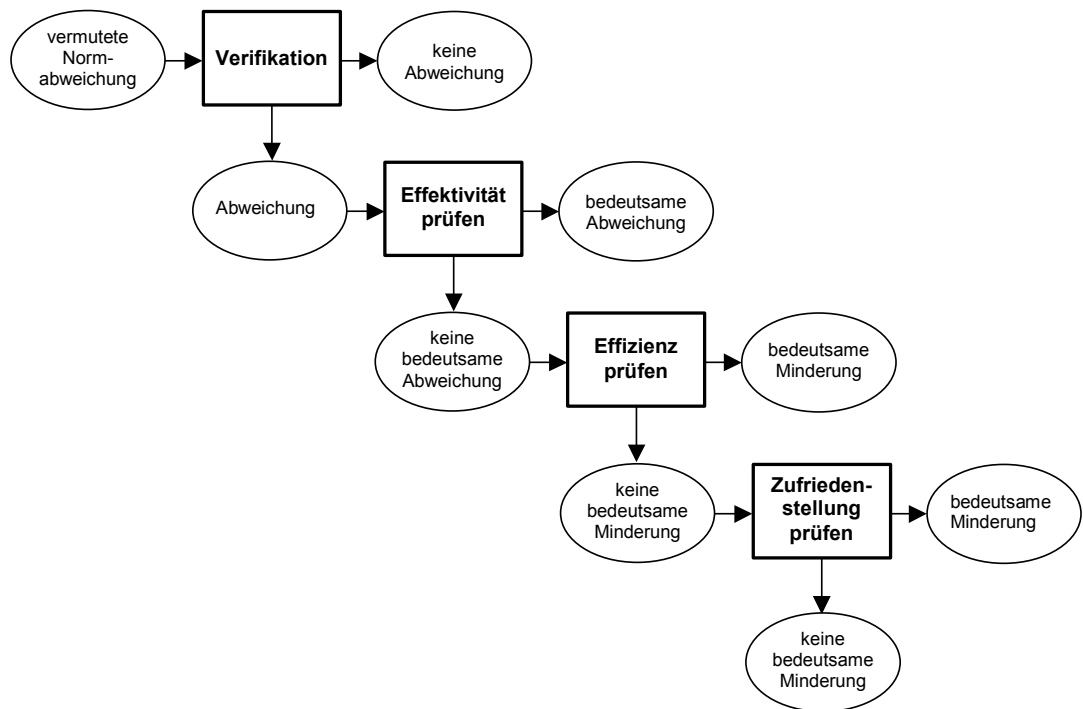 vermutete
Norm-
abweichung
Verifikation
keine
Abweichung
Abweichung
Effektivität
prüfen
bedeutsame
Abweichung
keine
bedeutsame
Abweichung
Effizienz
prüfen
bedeutsame
Minderung
keine
bedeutsame
Minderung
Zufrieden-
stellung
prüfen
bedeutsame
Minderung
keine
bedeutsame
Minderung